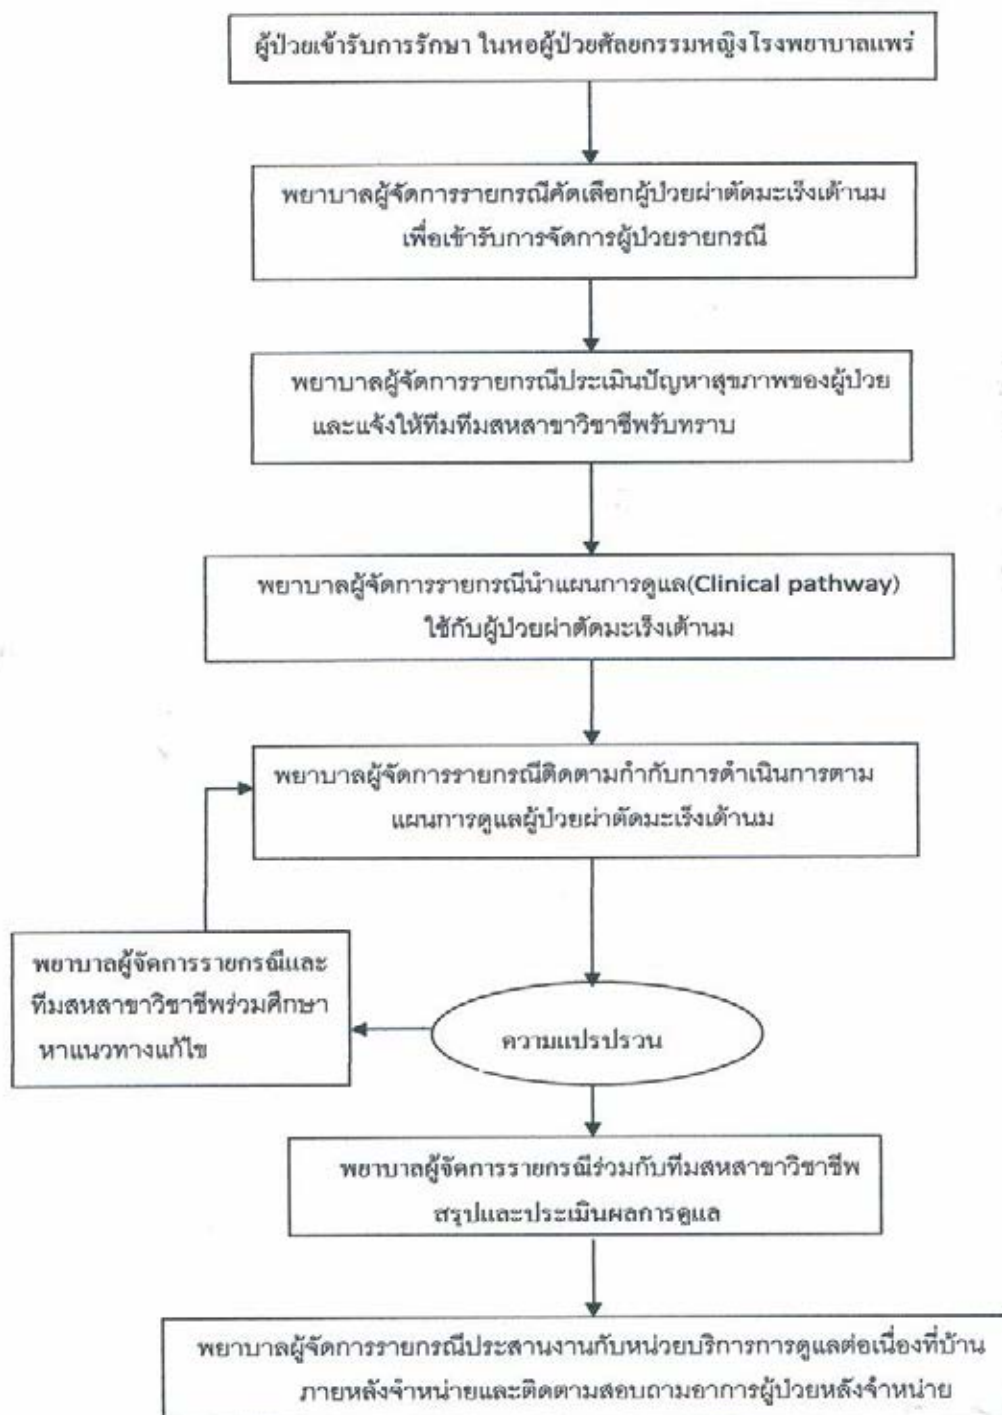 ผู้ป่วยเข้ารับการรักษา ในหอผู้ป่วยศัลยกรรมหญิงโรงพยาบาลแพร่
พยาบาลผู้จัดการรายกรณีคัดเลือกผู้ป่วยผ่าตัดมะเร็งเต้านม
เพื่อเข้ารับการจัดการผู้ป่วยรายกรณี
พยาบาลผู้จัดการรายกรณีประเมินปัญหาสุขภาพของผู้ป่วย
และแจ้งให้ทีมทีมสหสาขาวิชาชีพรับทราบ
พยาบาลผู้จัดการรายกรณีนำแผนการดูแล(Clinical pathway)
ใช้กับผู้ป่วยผ่าตัดมะเร็งเต้านม
พยาบาลผู้จัดการรายกรณีติดตามกำกับการดำเนินการตาม
แผนการดูแลผู้ป่วยผ่าตัดมะเร็งเต้านม
พยาบาลผู้จัดการรายกรณีและ
ทีมสหสาขาวิชาชีพร่วมศึกษา
หาแนวทางแก้ไข
ความแปรปรวน
พยาบาลผู้จัดการรายกรณีร่วมกับทีมสหสาขาวิชาชีพ
สรุปและประเมินผลการดูแล
พยาบาลผู้จัดการรายกรณีประสานงานกับหน่วยบริการการดูแลต่อเนื่องที่บ้าน
ภายหลังจำหน่ายและติดตามสอบถามอาการผู้ป่วยหลังจำหน่าย